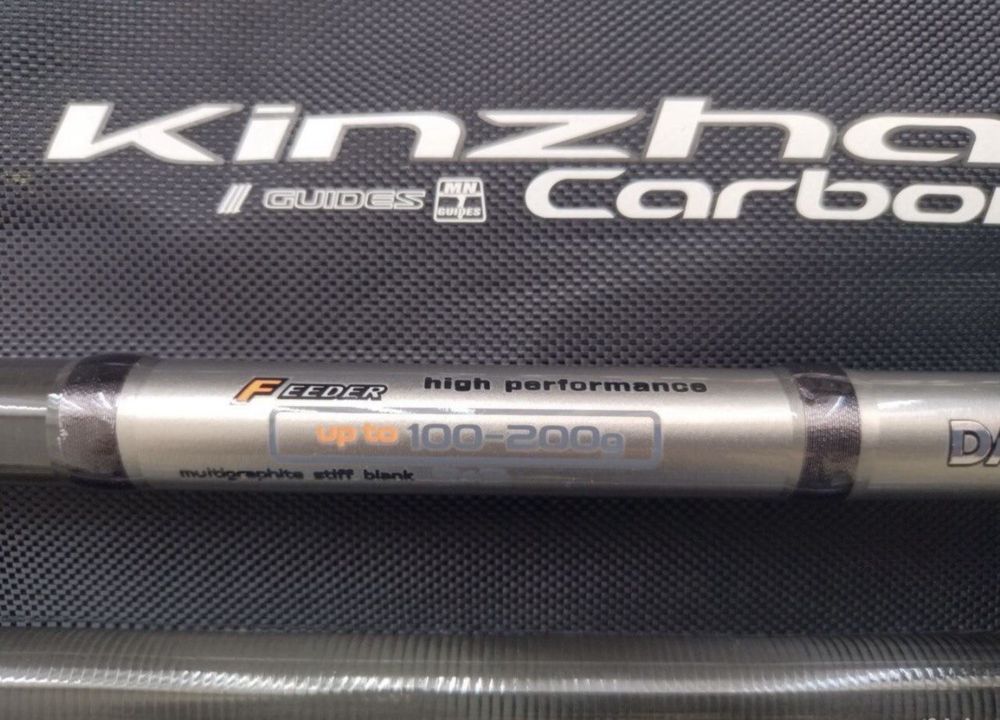 Kinzha
/// GUIDES MN GUIDES
Carbo
FEEDER high performance
up to 100-200g
multigraphite stiff blank
DA